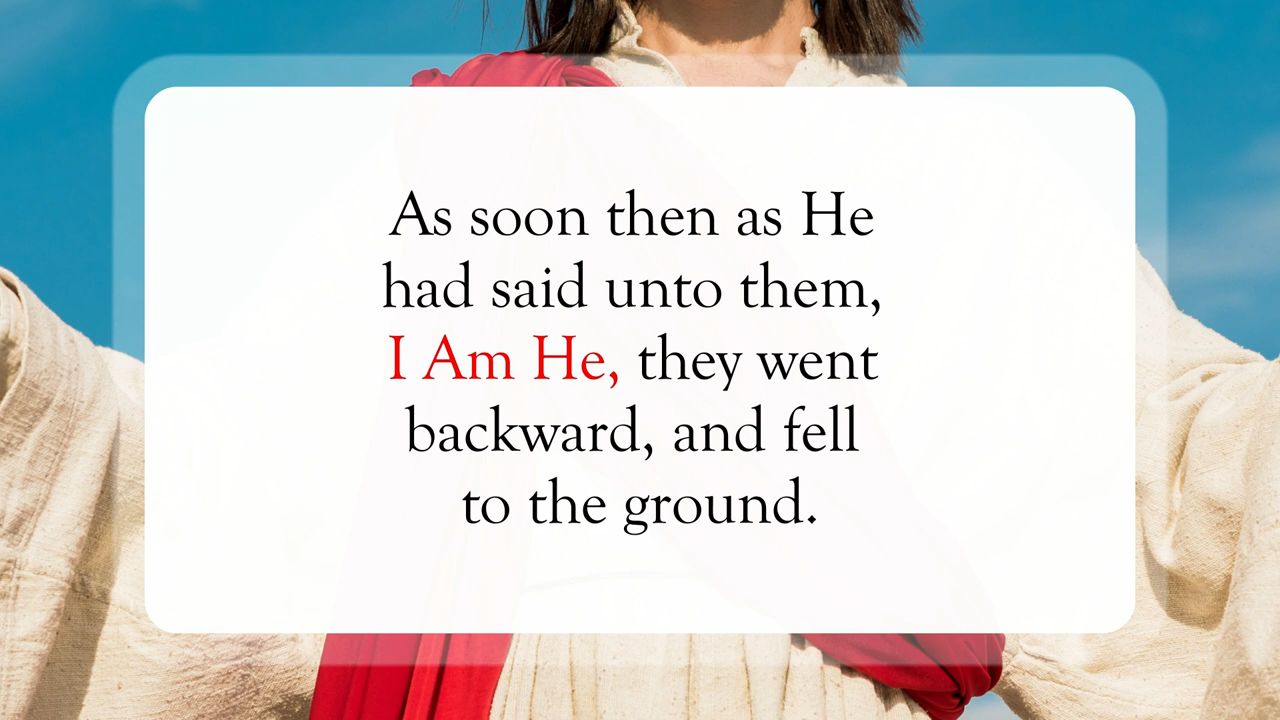 As soon then as He
had said unto them,
I Am He, they went
backward, and fell
to the ground.